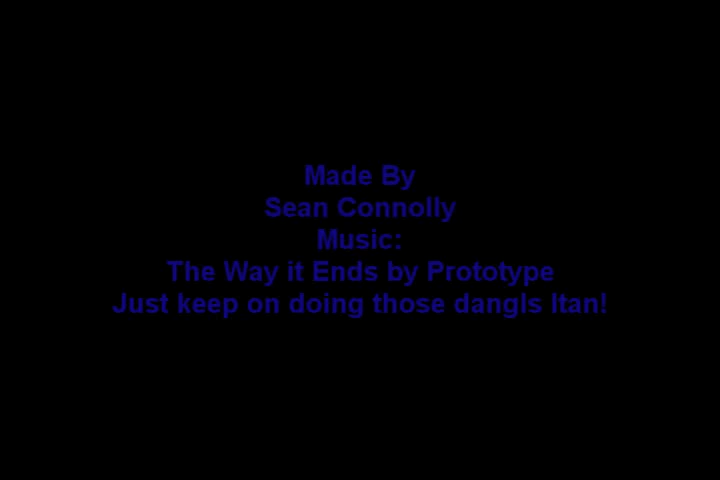 Made By
Sean Connolly
Music:
The Way it Ends by Prototype
Just keep on doing those dangls Itan!